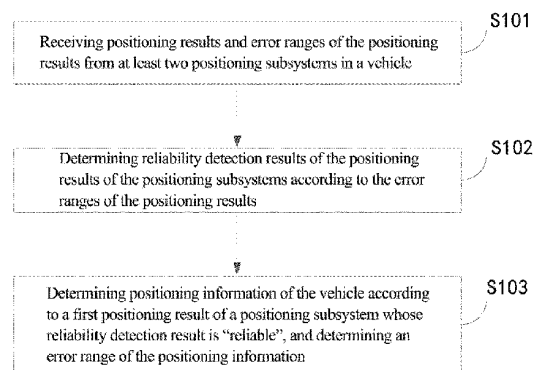 S101
Receiving positioning results and error ranges of the positioning
results from at least two positioning subsystems in a vehicle
S102
Determining reliability detection results of the positioning
results of the positioning subsystems according to the error
ranges of the positioning results
S103
Determining positioning information of the vehicle according
to a first positioning result of a positioning subsystem whose
reliability detection result is “reliable”, and determining an
error range of the positioning information